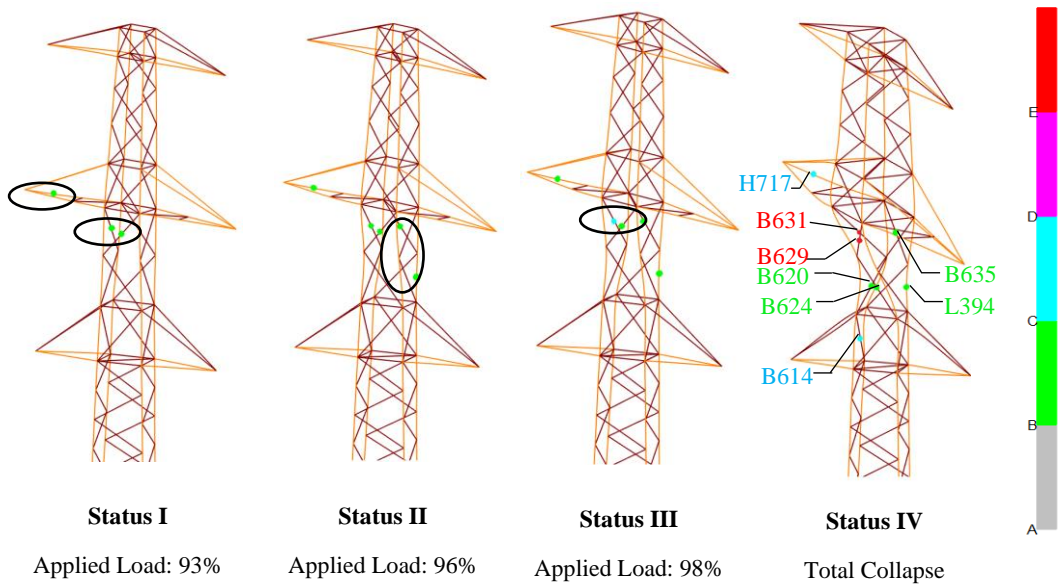 E
D
C
B
A
H717
B631
B629
B620
B624
B635
L394
B614
Status I
Status II
Status III
Status IV
Applied Load: 93%
Applied Load: 96%
Applied Load: 98%
Total Collapse